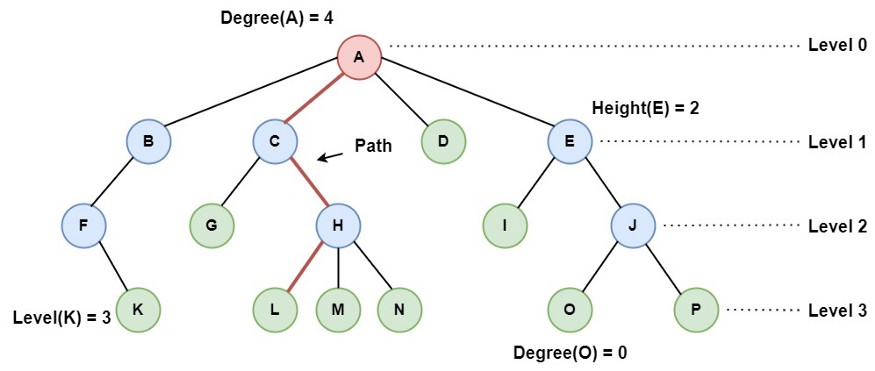 Degree(A) = 4
A
Level 0
Height(E) = 2
B
C
Path
D
E
Level 1
F
G
H
I
J
Level 2
Level(K) = 3
K
L
M
N
O
P
Level 3
Degree(O) = 0